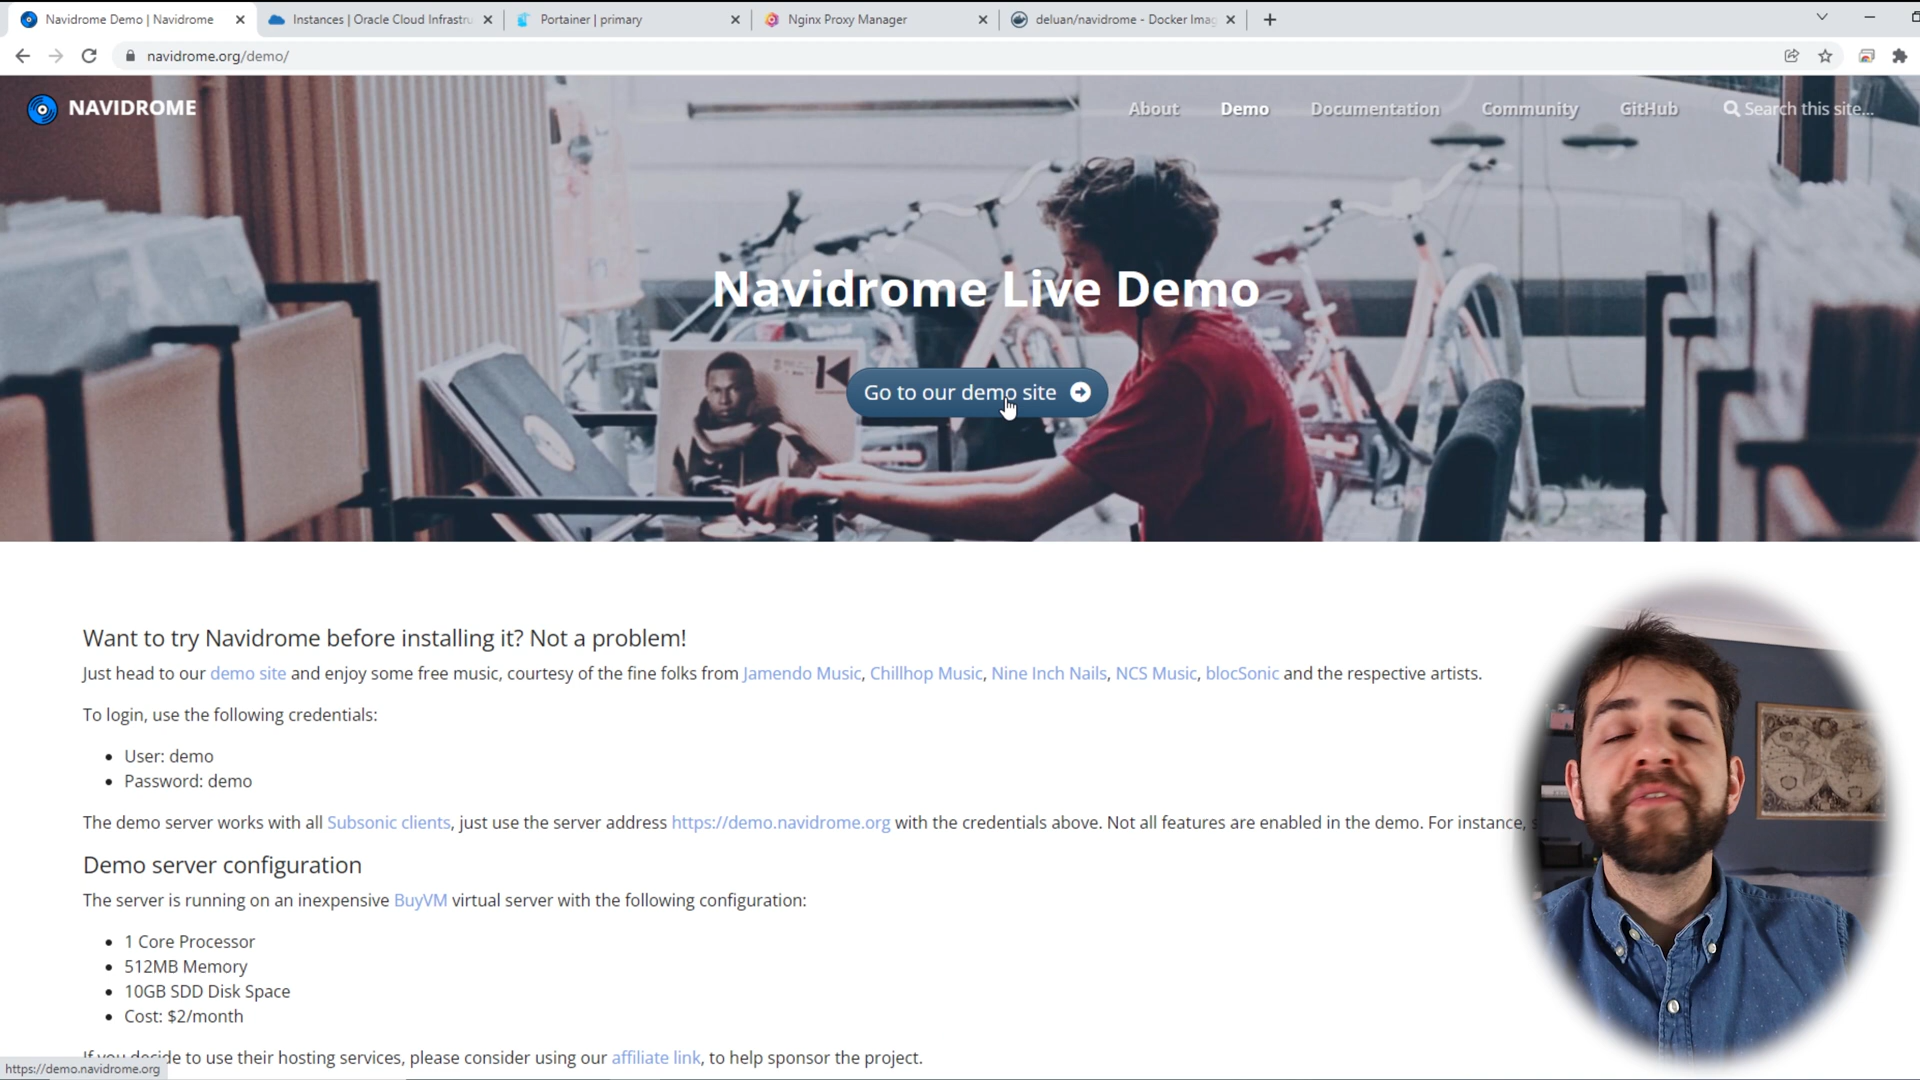 Navidrome Demo | Navidrome
Instances | Oracle Cloud Infrastru
Portainer | primary
Nginx Proxy Manager
deluan/navidrome - Docker Imag
navidrome.org/demo/
NAVIDROME
About
Demo
Documentation
Community
GitHub
Search this site...
Navidrome Live Demo
Go to our demo site
Want to try Navidrome before installing it? Not a problem!
Just head to our demo site and enjoy some free music, courtesy of the fine folks from Jamendo Music, Chillhop Music, Nine Inch Nails, NCS Music, blocSonic and the respective artists.
To login, use the following credentials:
• User: demo
• Password: demo
The demo server works with all Subsonic clients, just use the server address https://demo.navidrome.org with the credentials above. Not all features are enabled in the demo. For instance,
Demo server configuration
The server is running on an inexpensive BuyVM virtual server with the following configuration:
• 1 Core Processor
• 512MB Memory
• 10GB SDD Disk Space
• Cost: $2/month
If you decide to use their hosting services, please consider using our affiliate link, to help sponsor the project.
https://demo.navidrome.org